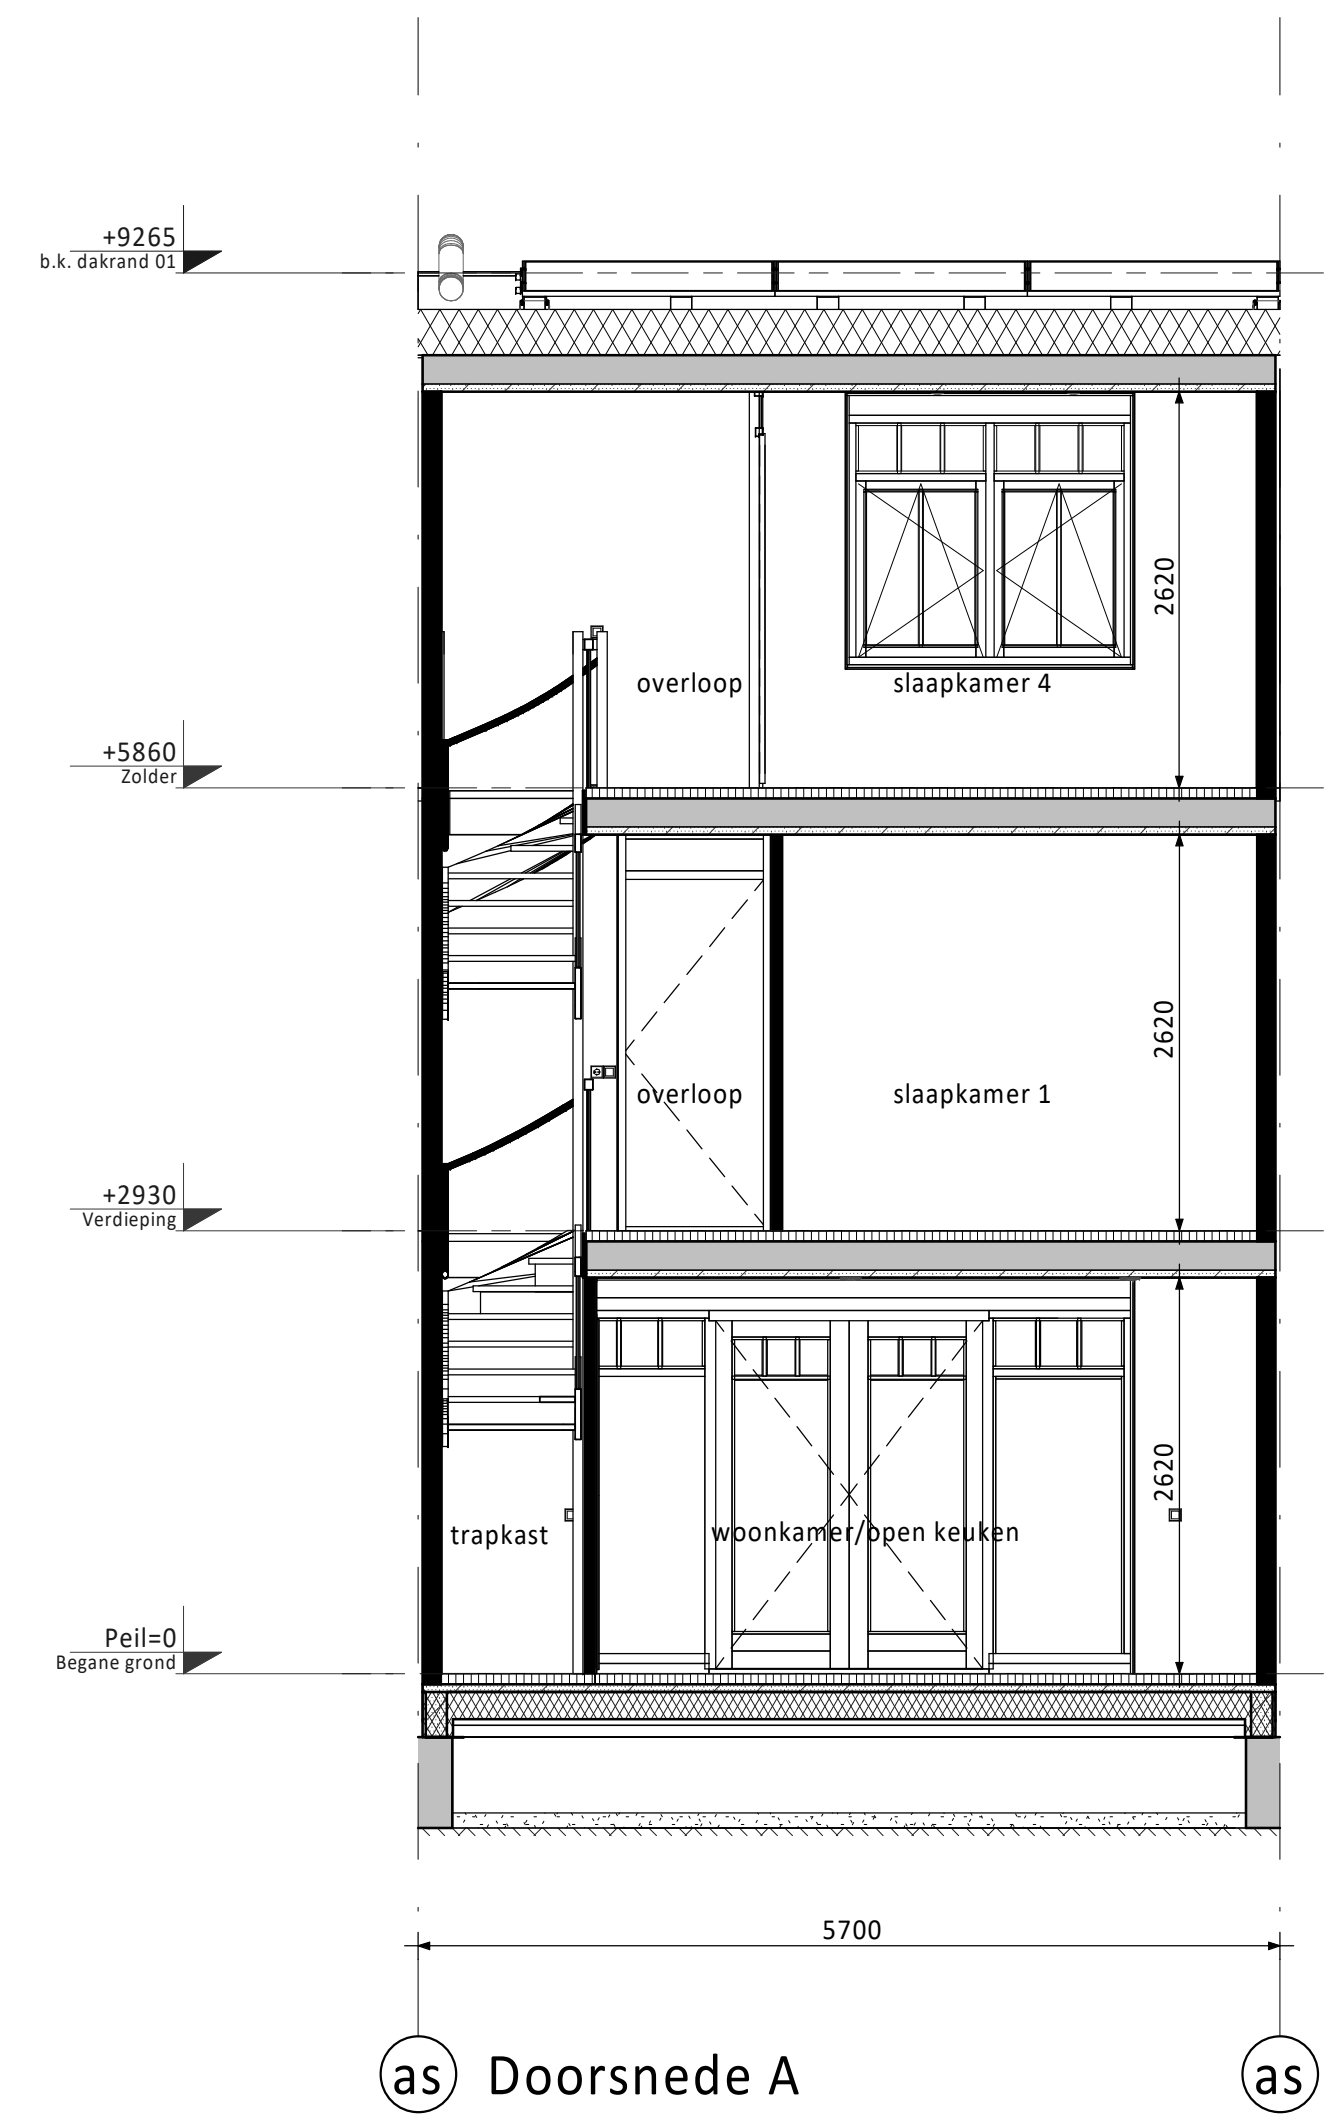 +9265
b.k. dakrand 01
2620
overloop
slaapkamer 4
+5860
Zolder
2620
overloop
slaapkamer 1
+2930
Verdieping
2620
trapkast
woonkamer/open keuken
Peil=0
Begane grond
5700
as
Doorsnede A
as